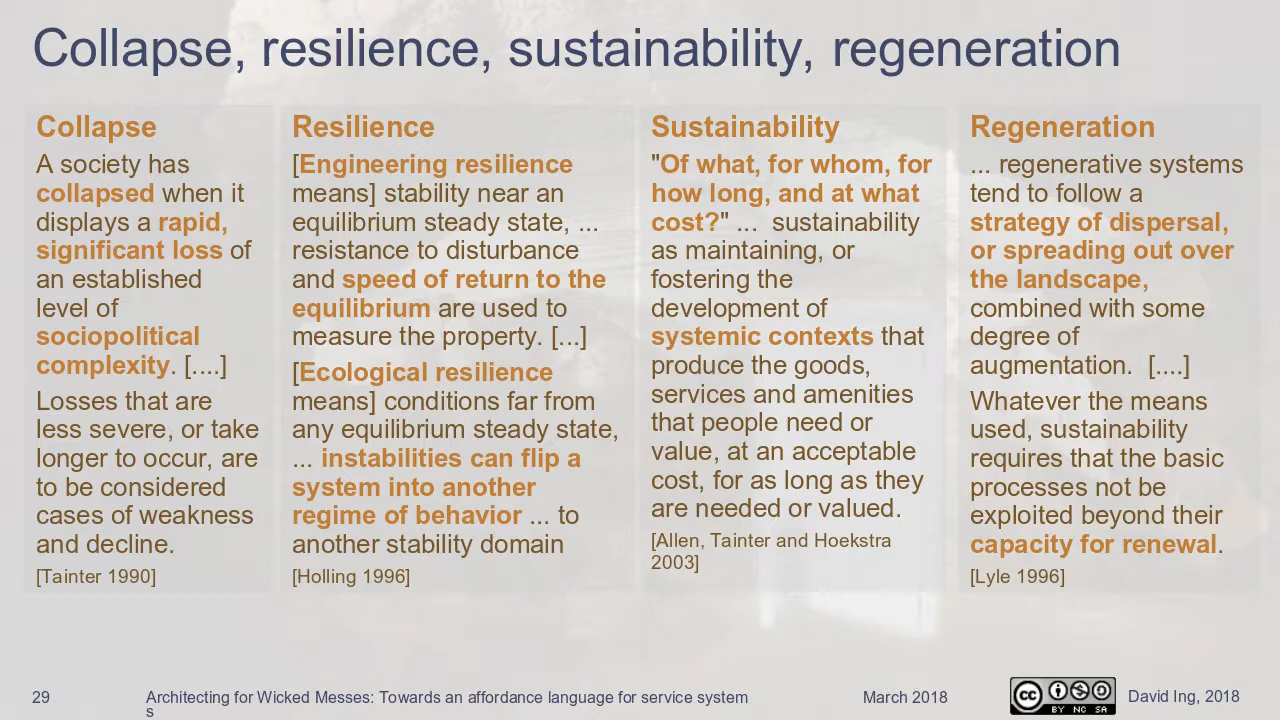 Collapse, resilience, sustainability, regeneration
Collapse
A society has
collapsed when it
displays a rapid,
significant loss of
an established
level of
sociopolitical
complexity. [....]
Losses that are
less severe, or take
longer to occur, are
to be considered
cases of weakness
and decline.
[Tainter 1990]
Resilience
[Engineering resilience
means] stability near an
equilibrium steady state, ...
resistance to disturbance
and speed of return to the
equilibrium are used to
measure the property. [...]
[Ecological resilience
means] conditions far from
any equilibrium steady state,
... instabilities can flip a
system into another
regime of behavior ... to
another stability domain
[Holling 1996]
Sustainability
"Of what, for whom, for
how long, and at what
cost?" ...  sustainability
as maintaining, or
fostering the
development of
systemic contexts that
produce the goods,
services and amenities
that people need or
value, at an acceptable
cost, for as long as they
are needed or valued.
[Allen, Tainter and Hoekstra
2003]
Regeneration
... regenerative systems
tend to follow a
strategy of dispersal,
or spreading out over
the landscape,
combined with some
degree of
augmentation.  [....]
Whatever the means
used, sustainability
requires that the basic
processes not be
exploited beyond their
capacity for renewal.
[Lyle 1996]
29
Architecting for Wicked Messes: Towards an affordance language for service system
s
March 2018
cc
BY NC SA
David Ing, 2018